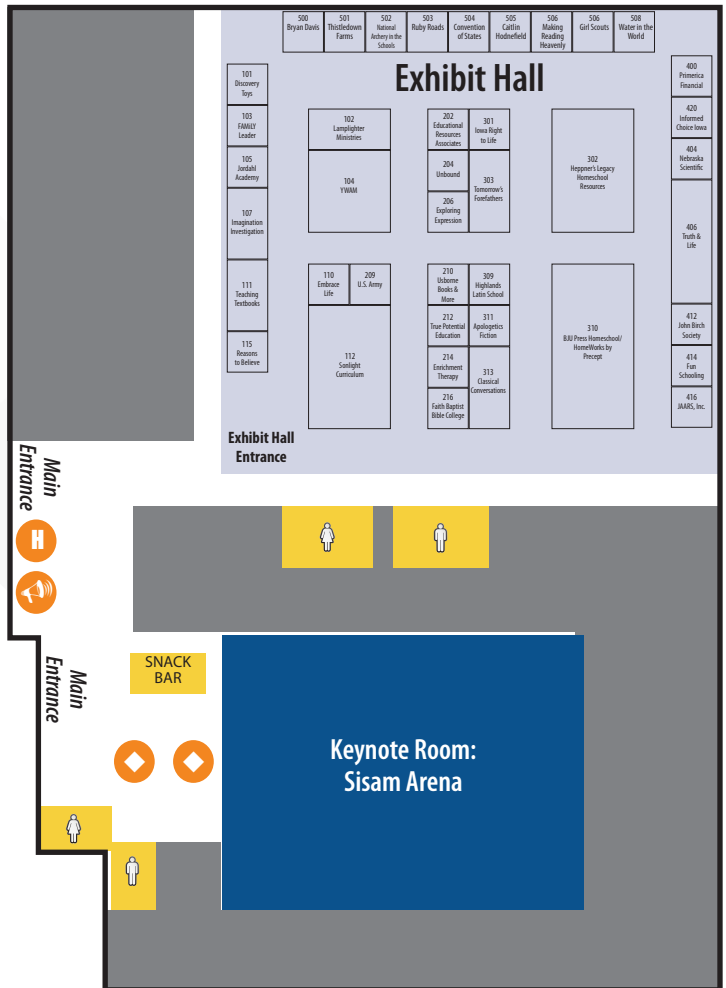 500
Bryan Davis
501
Thistledown
Farms
502
National
Archery in the
Schools
503
Ruby Roads
504
Convention
of States
505
Caitlin
Hodnefield
506
Making
Reading
Heavenly
506
Girl Scouts
508
Water in the
World
Exhibit Hall
101
Discovery
Toys
103
FAMiLY
Leader
105
Jordahl
Academy
107
Imagination
Investigation
111
Teaching
Textbooks
115
Reasons
to Believe
102
Lamplighter
Ministries
104
YWAM
110
Embrace
Life
209
U.S. Army
112
Sonlight
Curriculum
202
Educational
Resources
Associates
301
Iowa Right
to Life
204
Unbound
303
Tomorrow's
Forefathers
206
Exploring
Expression
210
Usborne
Books &
More
309
Highlands
Latin School
212
True Potential
Education
311
Apologetics
Fiction
214
Enrichment
Therapy
313
Classical
Conversations
216
Faith Baptist
Bible College
302
Heppner's Legacy
Homeschool
Resources
310
BJU Press Homeschool/
HomeWorks by
Precept
400
Primerica
Financial
420
Informed
Choice Iowa
404
Nebraska
Scientific
406
Truth &
Life
412
John Birch
Society
414
Fun
Schooling
416
JAARS, Inc.
Exhibit Hall
Entrance
Main
Entrance
H
Main
Entrance
SNACK
BAR
Keynote Room:
Sisam Arena